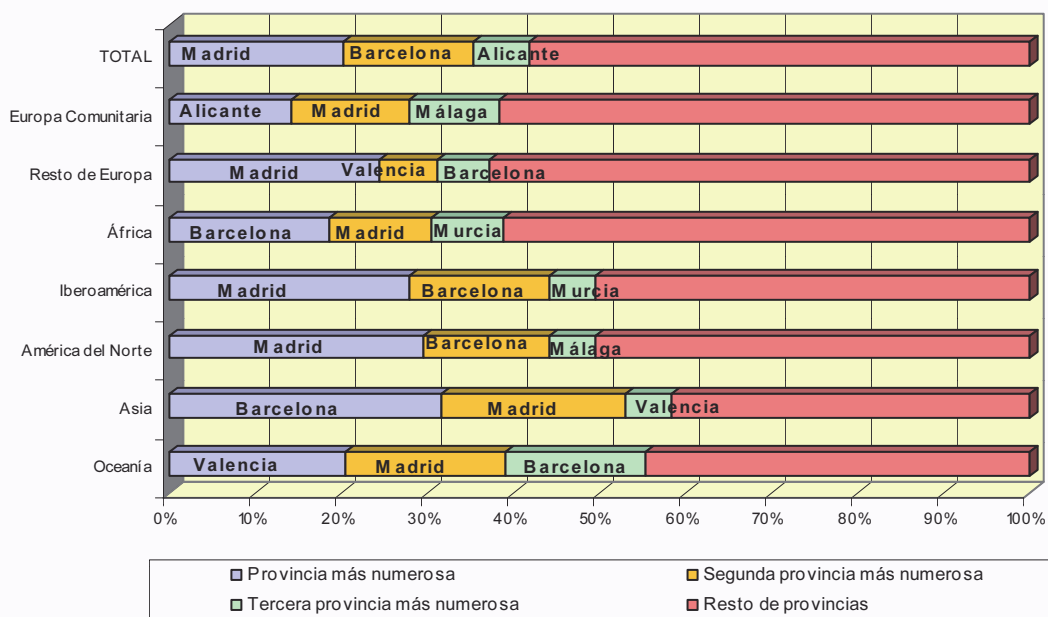 TOTAL Madrid Barcelona Alicante
Europa Comunitaria Alicante Madrid Málaga
Resto de Europa Madrid Valencia Barcelona
África Barcelona Madrid Murcia
Iberoamérica Madrid Barcelona Murcia
América del Norte Madrid Barcelona Málaga
Asia Barcelona Madrid Valencia
Oceanía Valencia Madrid Barcelona
0% 10% 20% 30% 40% 50% 60% 70% 80% 90% 100%
Provincia más numerosa Segunda provincia más numerosa
Tercera provincia más numerosa Resto de provincias